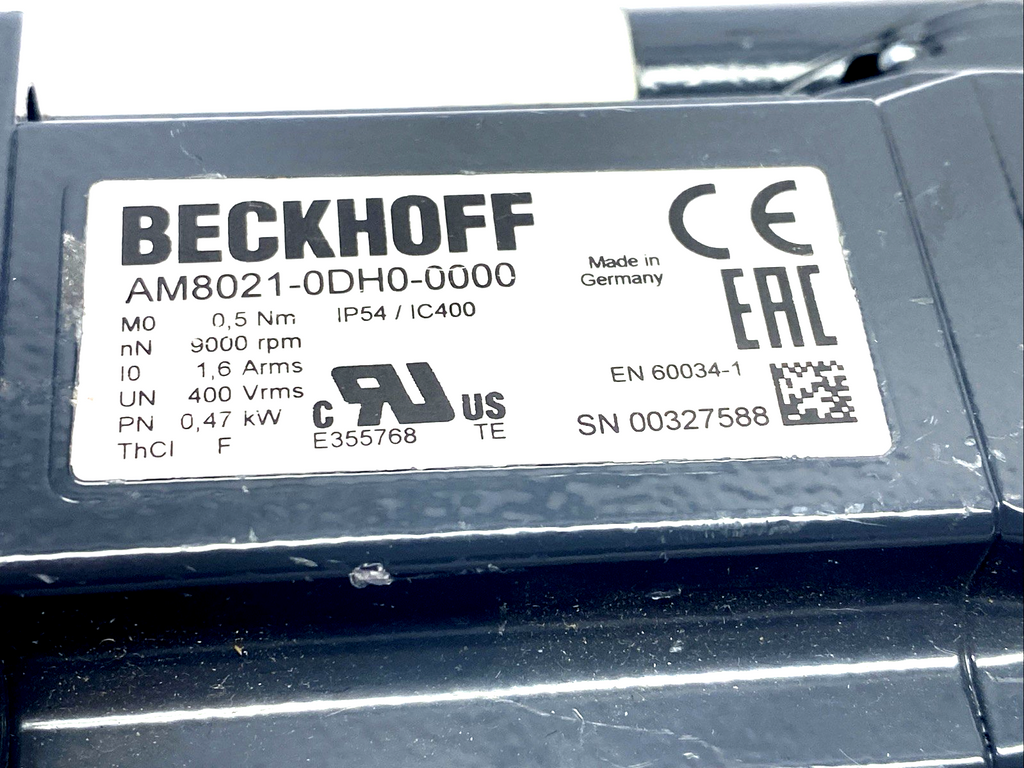 BECKHOFF
AM8021-0DH0-0000
M0 0,5 Nm IP54 / IC400
nN 9000 rpm
I0 1,6 Arms
UN 400 Vrms
PN 0,47 kW
ThCl F
C RU US
E355768 TE
Made in
Germany
CE
EAC
EN 60034-1
SN 00327588